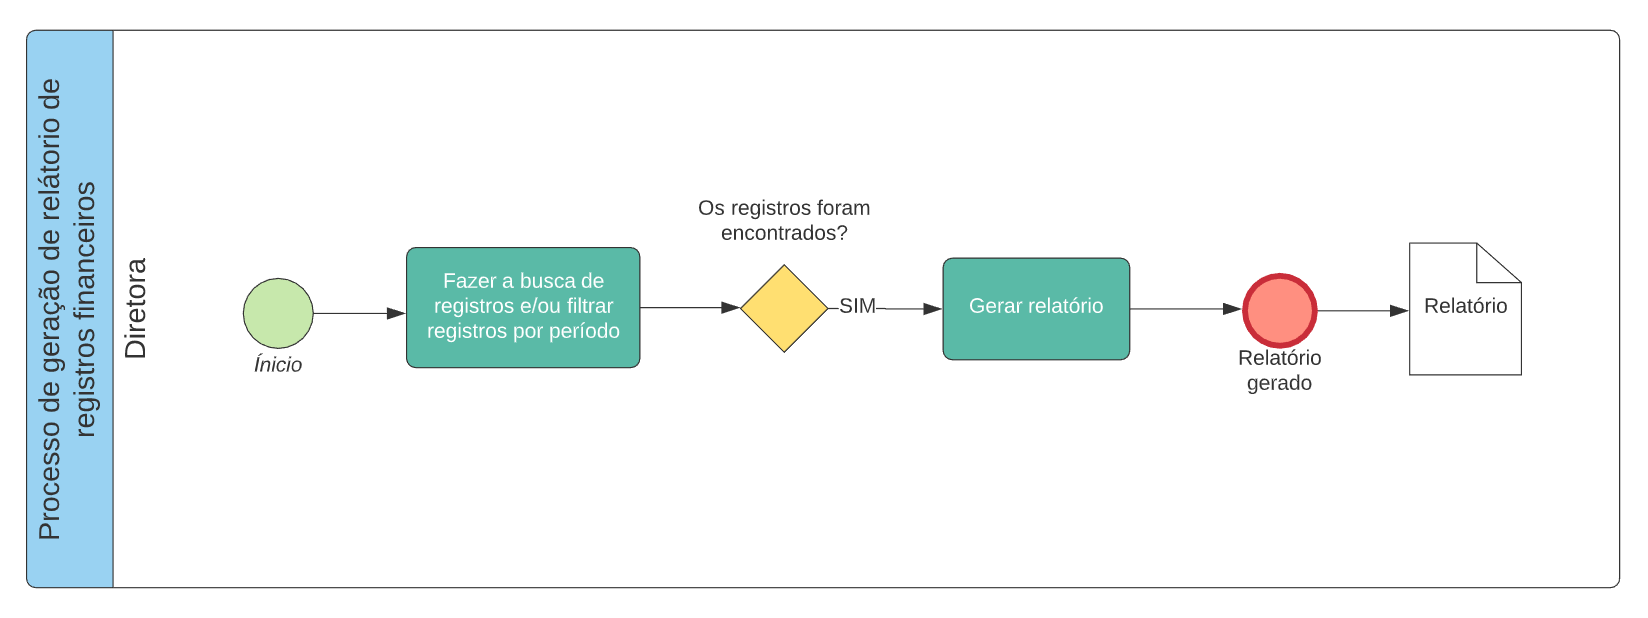 Processo de geração de relátorio de
registros financeiros
Diretora
Ínicio
Fazer a busca de
registros e/ou filtrar
registros por período
Os registros foram
encontrados?
SIM
Gerar relatório
Relatório
gerado
Relatório